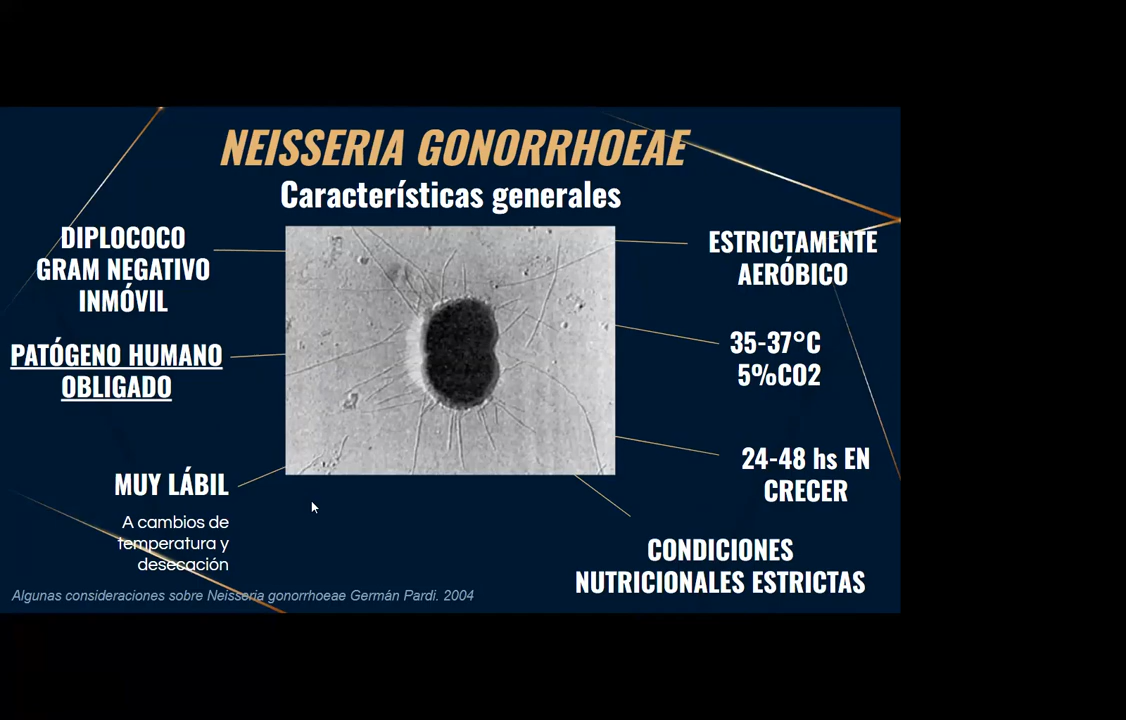 NEISSERIA GONORRHOEAE
Características generales
DIPLOCOCO
GRAM NEGATIVO
INMÓVIL
PATÓGENO HUMANO
OBLIGADO
MUY LÁBIL
A cambios de
temperatura y
desecación
ESTRICTAMENTE
AERÓBICO
35-37°C
5%CO2
24-48 hs EN
CRECER
CONDICIONES
NUTRICIONALES ESTRICTAS
Algunas consideraciones sobre Neisseria gonorrhoeae Germán Pardi. 2004